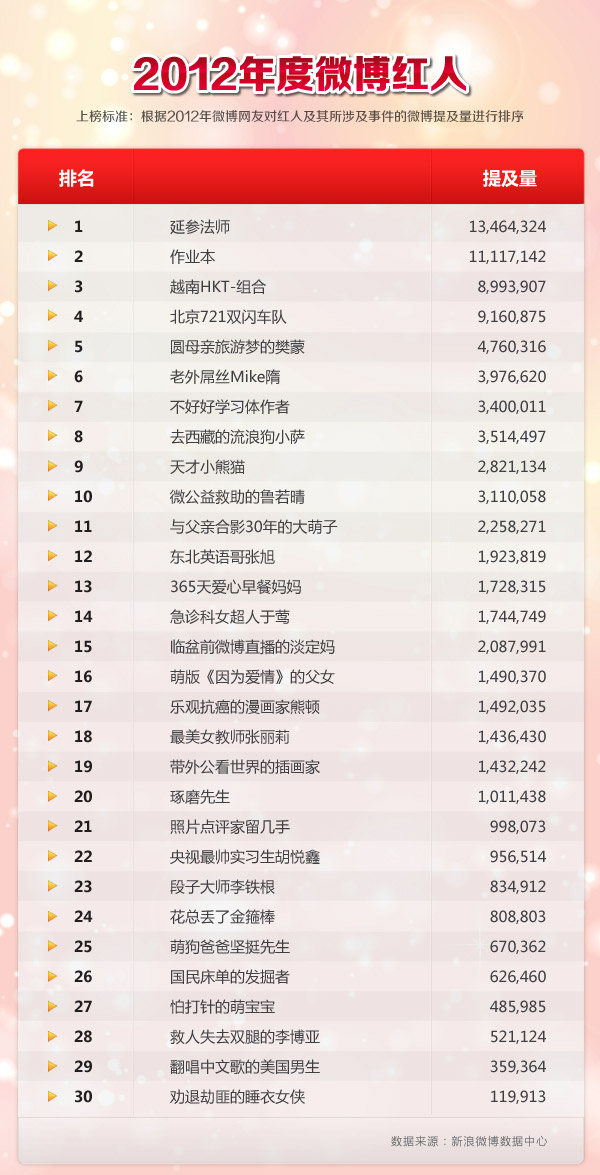 2012年度微博红人
上榜标准：根据2012年微博网友对红人及其所涉及事件的微博提及量进行排序
排名 提及量
1 延参法师 13,464,324
2 作业本 11,117,142
3 越南HKT-组合 8,993,907
4 北京721双闪车队 9,160,875
5 圆母亲旅游梦的樊蒙 4,760,316
6 老外屌丝Mike隋 3,976,620
7 不好好学习体作者 3,400,011
8 去西藏的流浪狗小萨 3,514,497
9 天才小熊猫 2,821,134
10 微公益救助的鲁若晴 3,110,058
11 与父亲合影30年的大萌子 2,258,271
12 东北英语哥张旭 1,923,819
13 365天爱心早餐妈妈 1,728,315
14 急诊科女超人于莺 1,744,749
15 临盆前微博直播的淡定妈 2,087,991
16 萌版《因为爱情》的父女 1,490,370
17 乐观抗癌的漫画家熊顿 1,492,035
18 最美女教师张丽莉 1,436,430
19 带外公看世界的插画家 1,432,242
20 琢磨先生 1,011,438
21 照片点评家留几手 998,073
22 央视最帅实习生胡悦鑫 956,514
23 段子大师李铁根 834,912
24 花总丢了金箍棒 808,803
25 萌狗爸爸坚挺先生 670,362
26 国民床单的发掘者 626,460
27 怕打针的萌宝宝 485,985
28 救人失去双腿的李博亚 521,124
29 翻唱中文歌的美国男生 359,364
30 劝退劫匪的睡衣女侠 119,913
数据来源：新浪微博数据中心